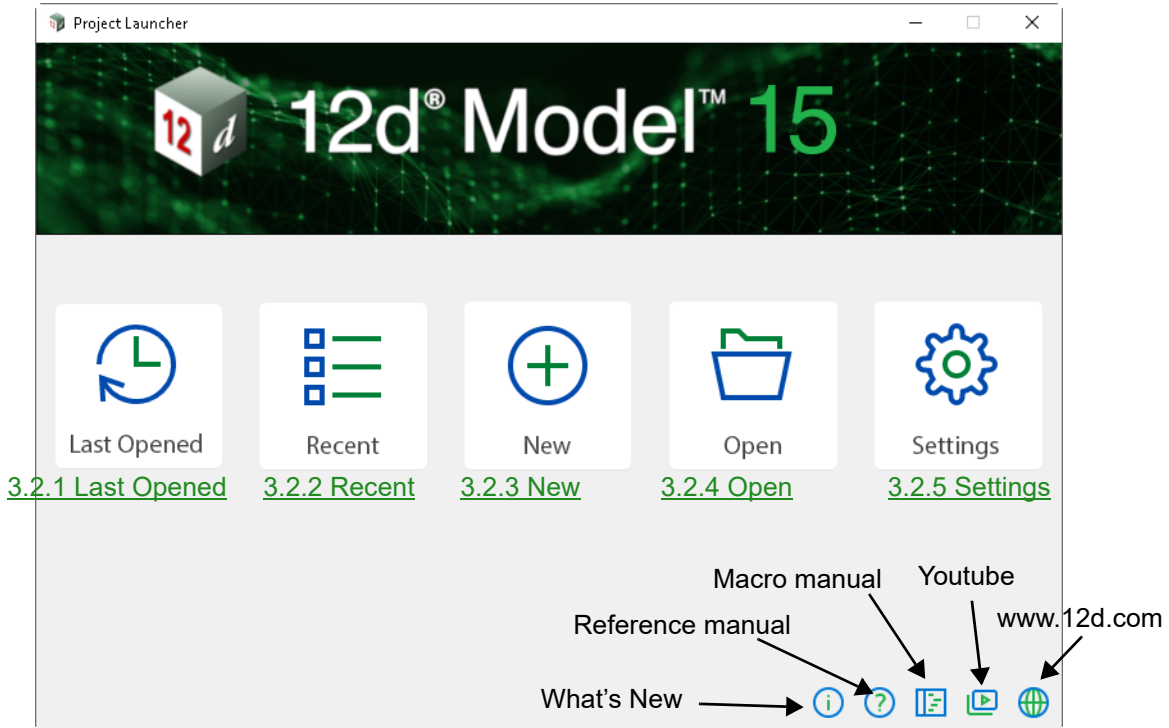 Project Launcher
12 d 12d® Model™ 15
Last Opened Recent New Open Settings
3.2.1 Last Opened 3.2.2 Recent 3.2.3 New 3.2.4 Open 3.2.5 Settings
Macro manual Youtube
Reference manual www.12d.com
What's New